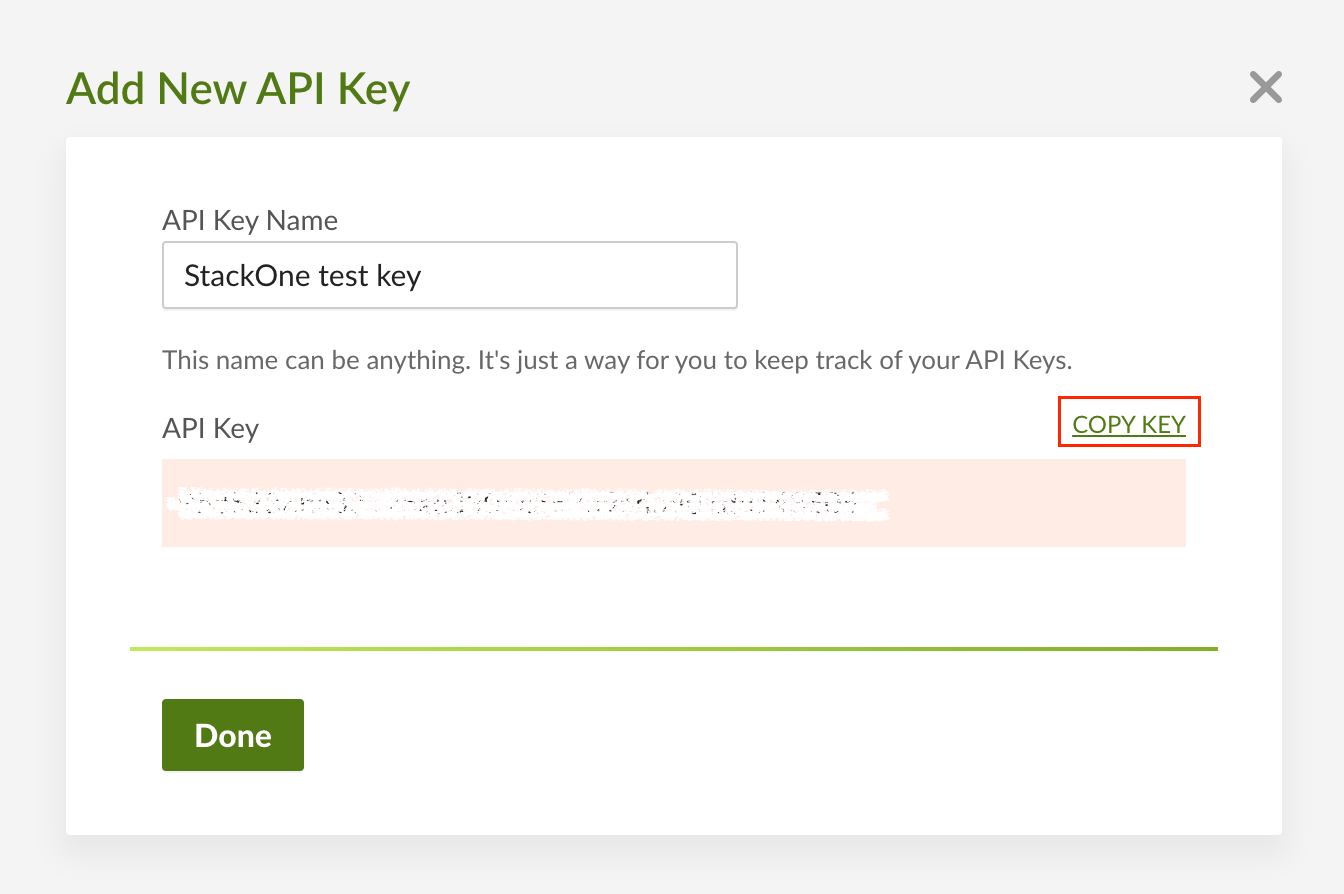 Add New API Key
API Key Name
StackOne test key
This name can be anything. It's just a way for you to keep track of your API Keys.
API Key
COPY KEY
Done